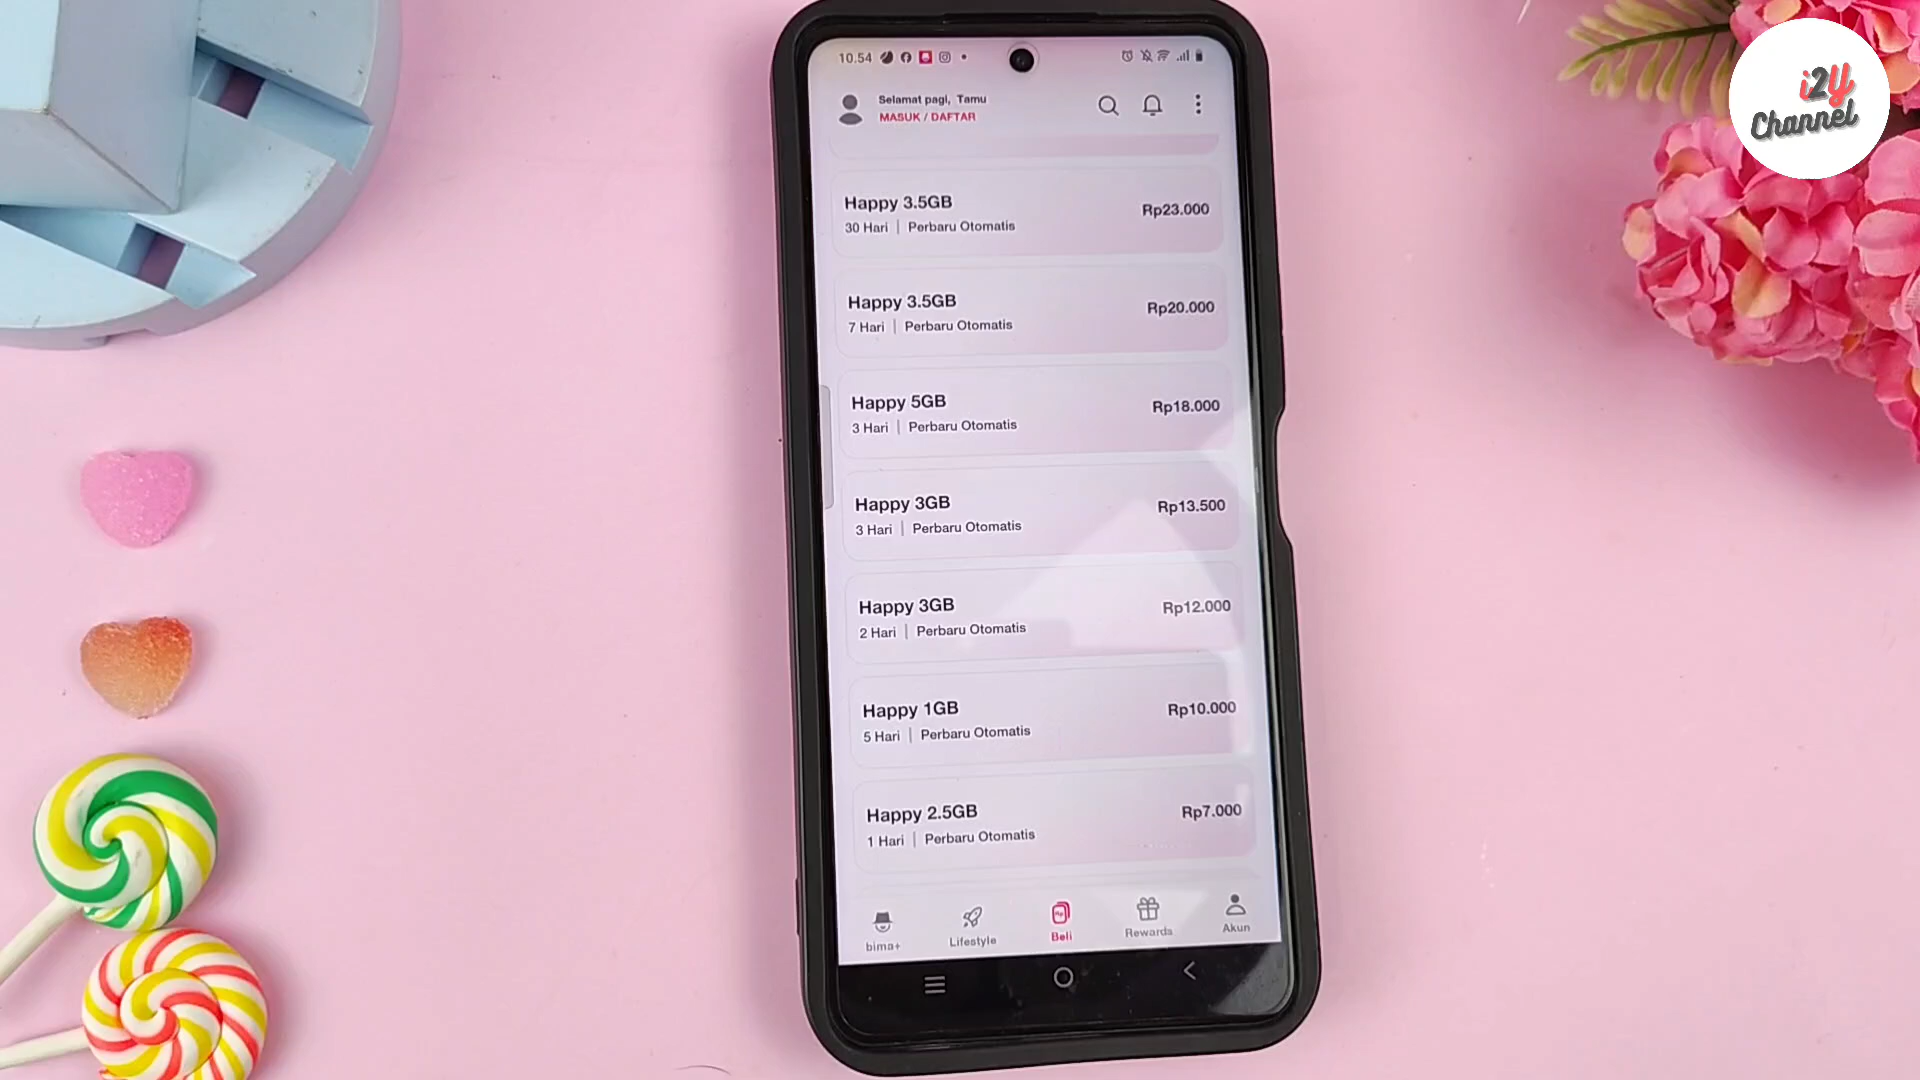 i2y
Channel
10.54
Selamat pagi, Tamu
MASUK / DAFTAR
Happy 3.5GB
Rp23.000
30 Hari | Perbaru Otomatis
Happy 3.5GB
Rp20.000
7 Hari | Perbaru Otomatis
Happy 5GB
Rp18.000
3 Hari | Perbaru Otomatis
Happy 3GB
Rp13.500
3 Hari | Perbaru Otomatis
Happy 3GB
Rp12.000
2 Hari | Perbaru Otomatis
Happy 1GB
Rp10.000
5 Hari | Perbaru Otomatis
Happy 2.5GB
Rp7.000
1 Hari | Perbaru Otomatis
bima+
Lifestyle
Beli
Rewards
Akun